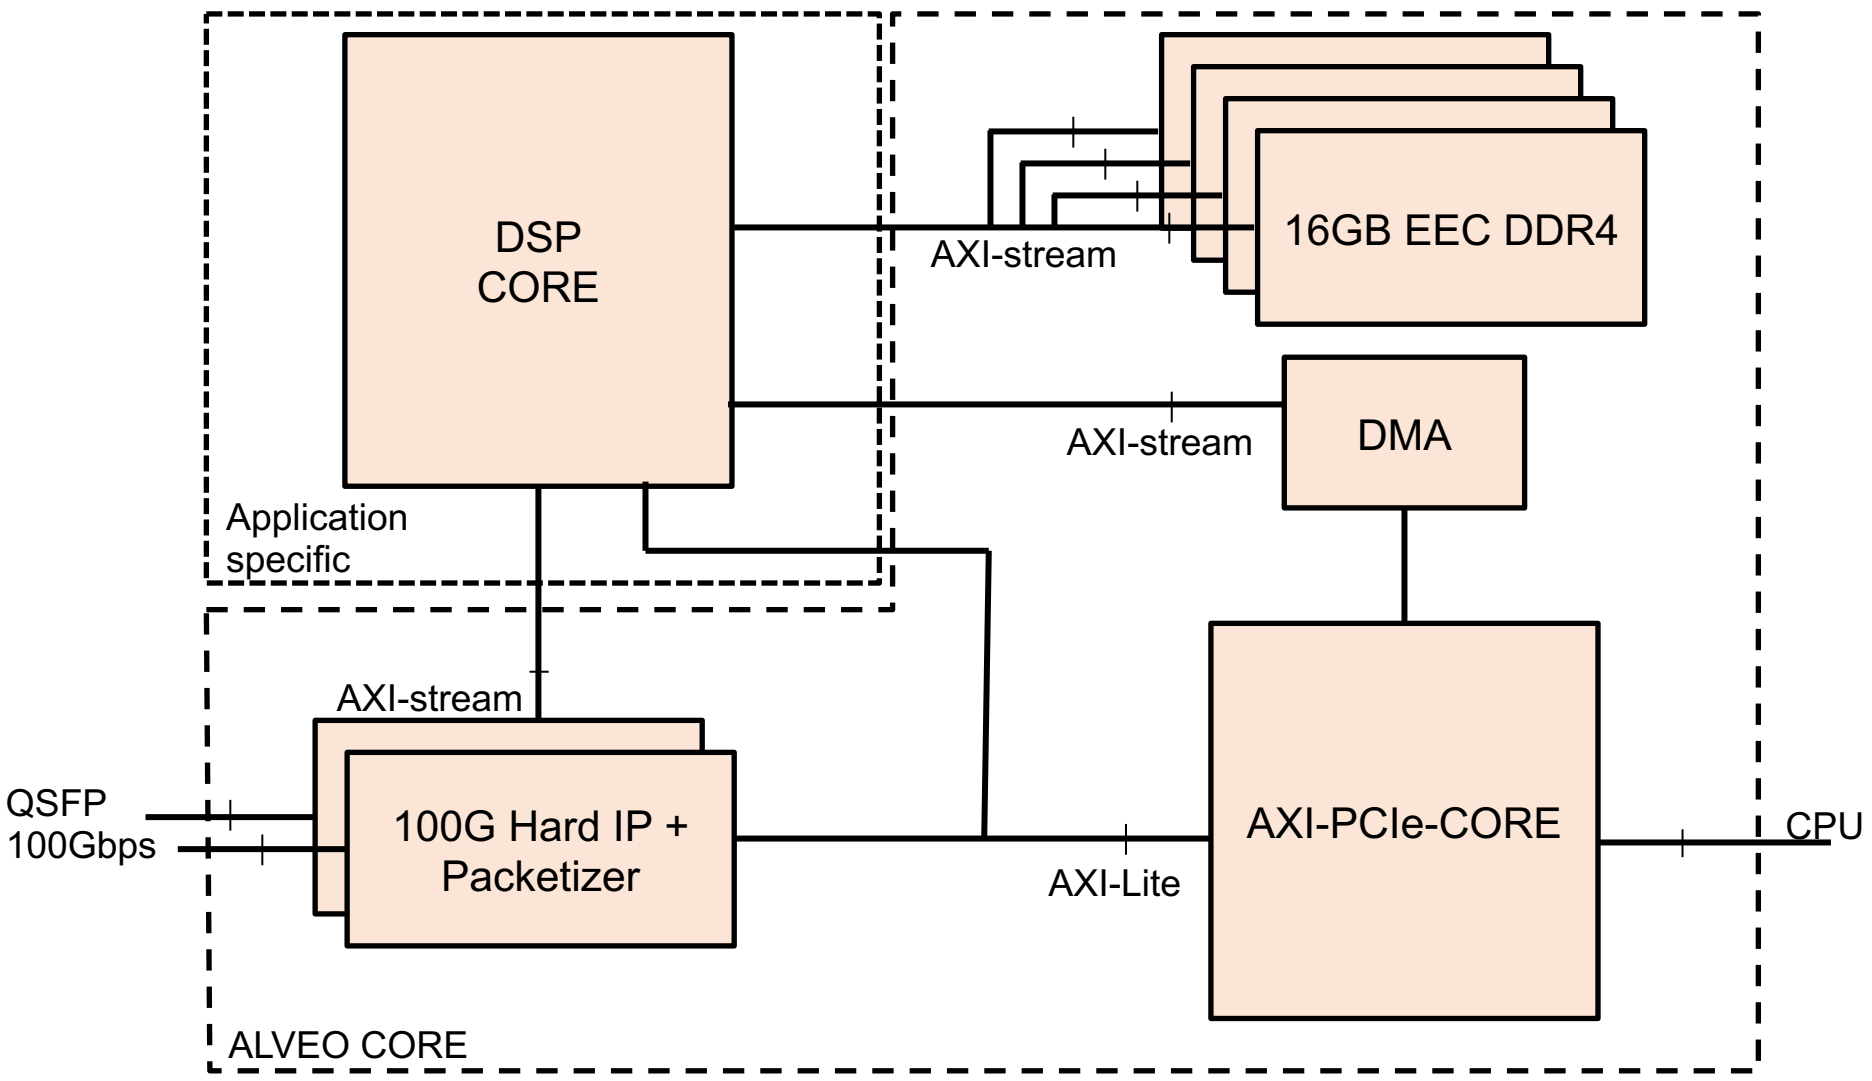 DSP
CORE
16GB EEC DDR4
AXI-stream
DMA
AXI-stream
Application
specific
AXI-stream
QSFP
100Gbps
100G Hard IP +
Packetizer
AXI-PCIe-CORE
CPU
AXI-Lite
ALVEO CORE